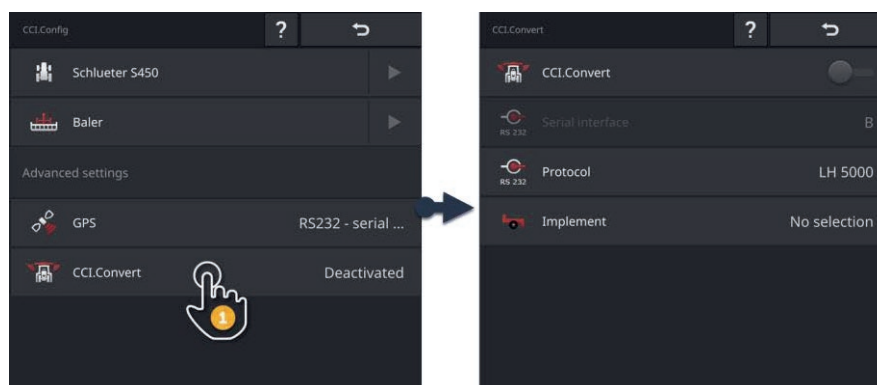 CCI.Config
?
Schlueter S450
Baler
Advanced settings
GPS RS232 - serial ...
CCI.Convert Deactivated
1
CCI.Convert
?
CCI.Convert
RS 232 Serial interface B
RS 232 Protocol LH 5000
Implement No selection